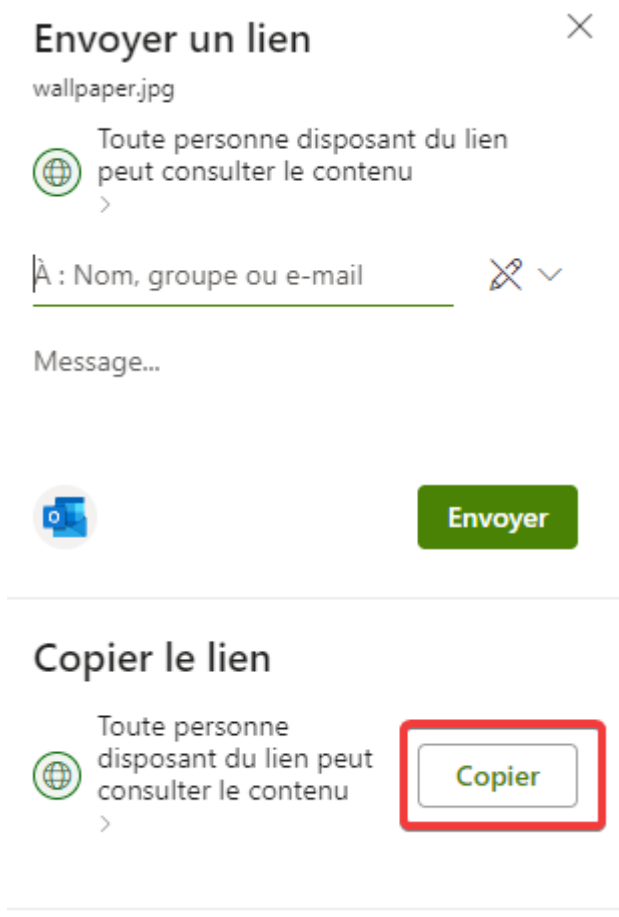 Envoyer un lien
wallpaper.jpg
Toute personne disposant du lien
peut consulter le contenu
À : Nom, groupe ou e-mail
Message...
Envoyer
Copier le lien
Toute personne
disposant du lien peut
consulter le contenu
Copier